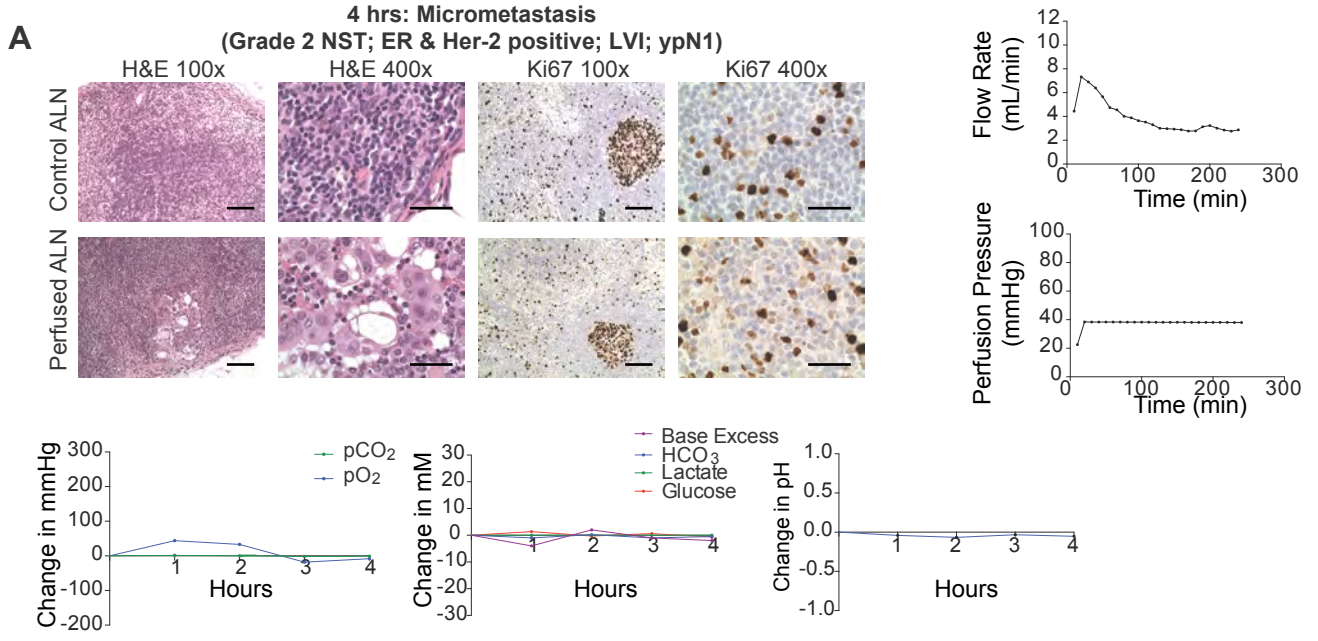 A
4 hrs: Micrometastasis
(Grade 2 NST; ER & Her-2 positive; LVI; ypN1)
H&E 100x
H&E 400x
Ki67 100x
Ki67 400x
Control ALN
Perfused ALN
Flow Rate
(mL/min)
12
10
8
6
4
2
0
0
100
200
300
Time (min)
Perfusion Pressure
(mmHg)
100
80
60
40
20
0
0
100
200
300
Time (min)
Change in mmHg
300
200
100
0
-100
-200
1
2
3
4
Hours
pCO₂
pO₂
Change in mM
30
20
10
0
-10
-20
-30
1
2
3
4
Hours
Base Excess
HCO₃
Lactate
Glucose
Change in pH
1.0
0.5
0.0
-0.5
-1.0
1
2
3
4
Hours